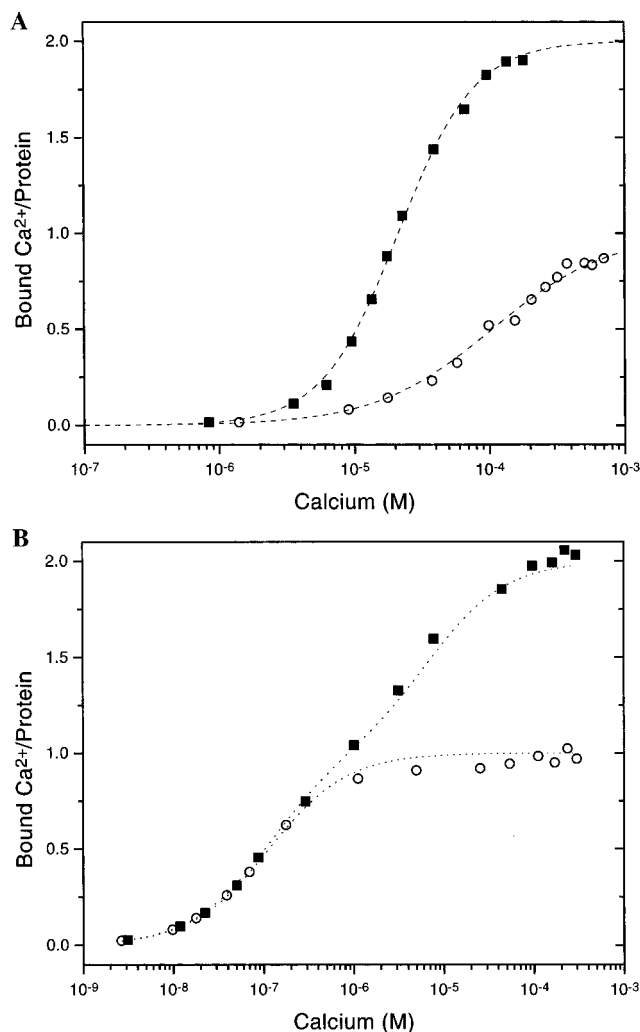 A
2.0
1.5
1.0
0.5
0.0
Bound Ca²⁺/Protein
10⁻⁷ 10⁻⁶ 10⁻⁵ 10⁻⁴ 10⁻³
Calcium (M)
B
2.0
1.5
1.0
0.5
0.0
Bound Ca²⁺/Protein
10⁻⁹ 10⁻⁸ 10⁻⁷ 10⁻⁶ 10⁻⁵ 10⁻⁴ 10⁻³
Calcium (M)